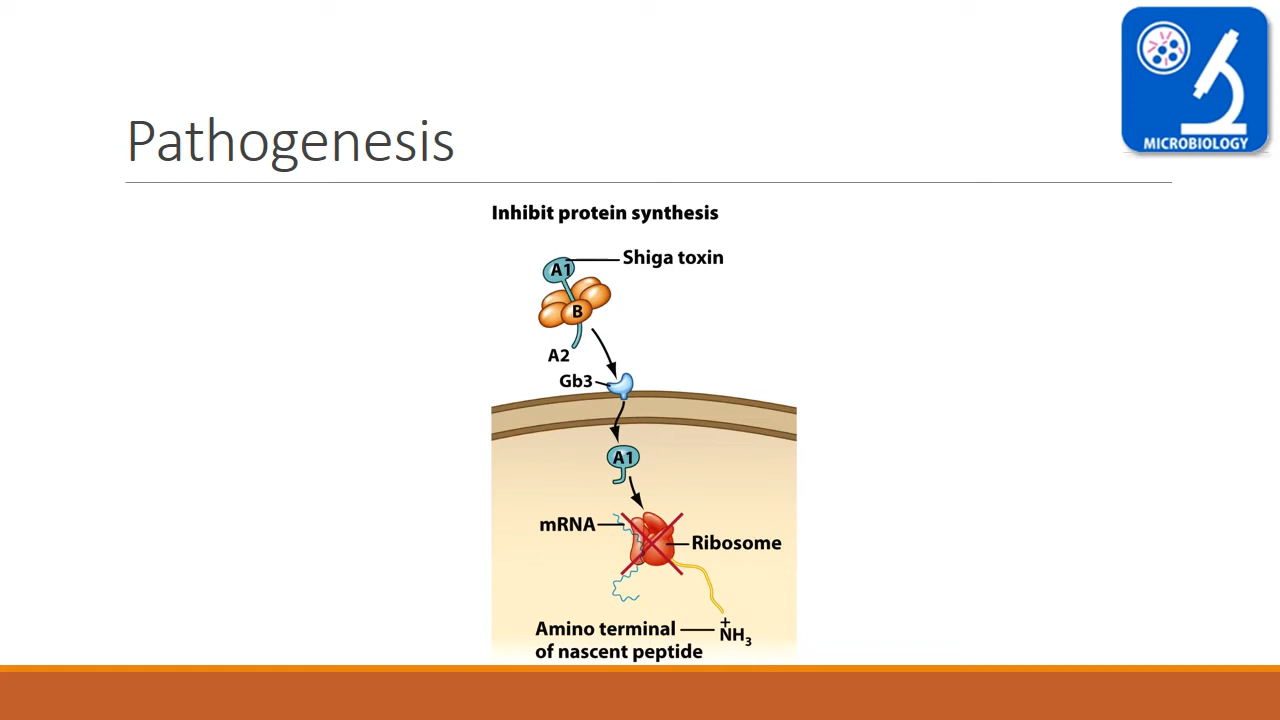 MICROBIOLOGY
Pathogenesis
Inhibit protein synthesis
A1
Shiga toxin
B
A2
Gb3
A1
mRNA
Ribosome
Amino terminal
of nascent peptide
+
NH3